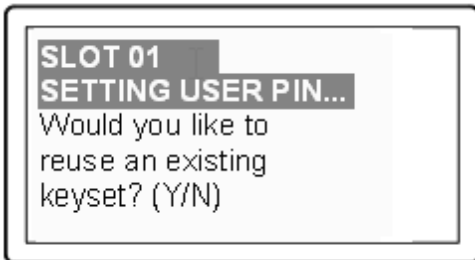 SLOT 01
SETTING USER PIN...
Would you like to
reuse an existing
keyset? (Y/N)